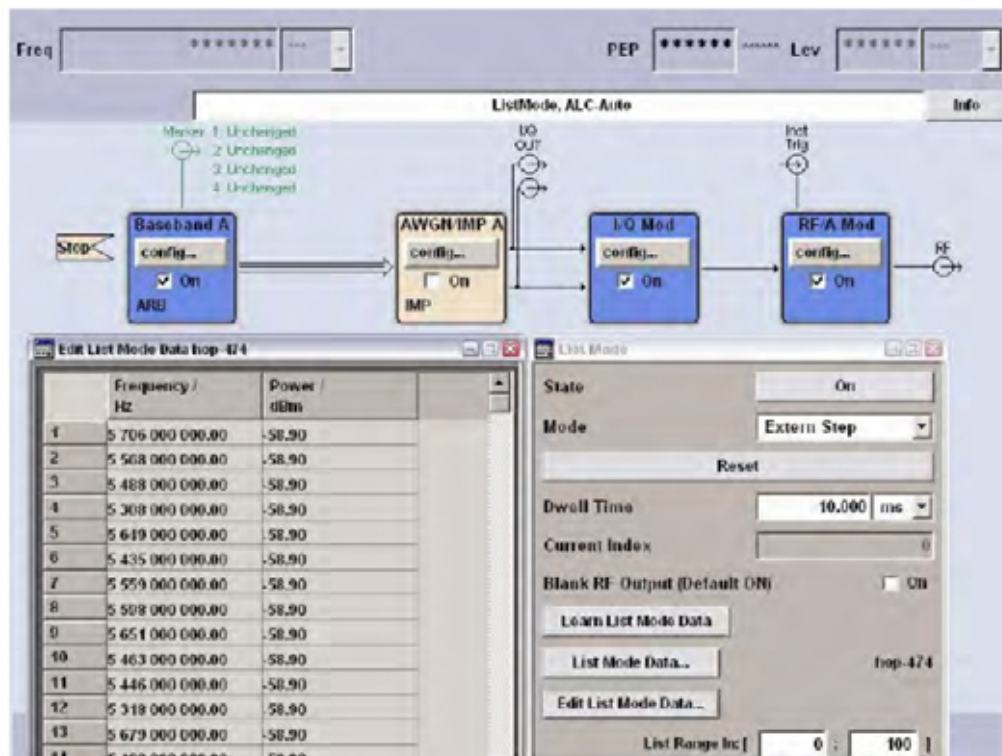 Freq ******* --- PEP ****** ------ Lev ****** ---
ListMode, ALC-Auto Info
Marker 1: Unchanged
2: Unchanged
3: Unchanged
4: Unchanged
I/Q OUT
Inst Trig
Stop
Baseband A
config...
On
ARB
AWGN/IMP A
config...
On
IMP
I/Q Mod
config...
On
RF/A Mod
config...
On
RF
Edit List Mode Data hop-474
Frequency / Hz Power / dBm
1 5 706 000 000.00 -58.90
2 5 568 000 000.00 -58.90
3 5 488 000 000.00 -58.90
4 5 308 000 000.00 -58.90
5 5 649 000 000.00 -58.90
6 5 435 000 000.00 -58.90
7 5 559 000 000.00 -58.90
8 5 598 000 000.00 -58.90
9 5 651 000 000.00 -58.90
10 5 463 000 000.00 -58.90
11 5 446 000 000.00 -58.90
12 5 318 000 000.00 -58.90
13 5 679 000 000.00 -58.90
14
List Mode
State On
Mode Extern Step
Reset
Dwell Time 10.000 ms
Current Index 0
Blank RF Output (Default ON) On
Learn List Mode Data
List Mode Data... hop-474
Edit List Mode Data...
List Range In: [ 0 : 100 ]